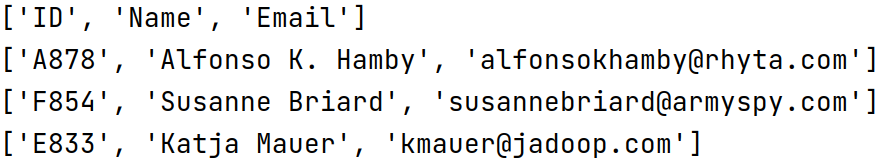 ['ID', 'Name', 'Email']
['A878', 'Alfonso K. Hamby', 'alfonsokhamby@rhyta.com']
['F854', 'Susanne Briard', 'susannebriard@armyspy.com']
['E833', 'Katja Mauer', 'kmauer@jadoop.com']